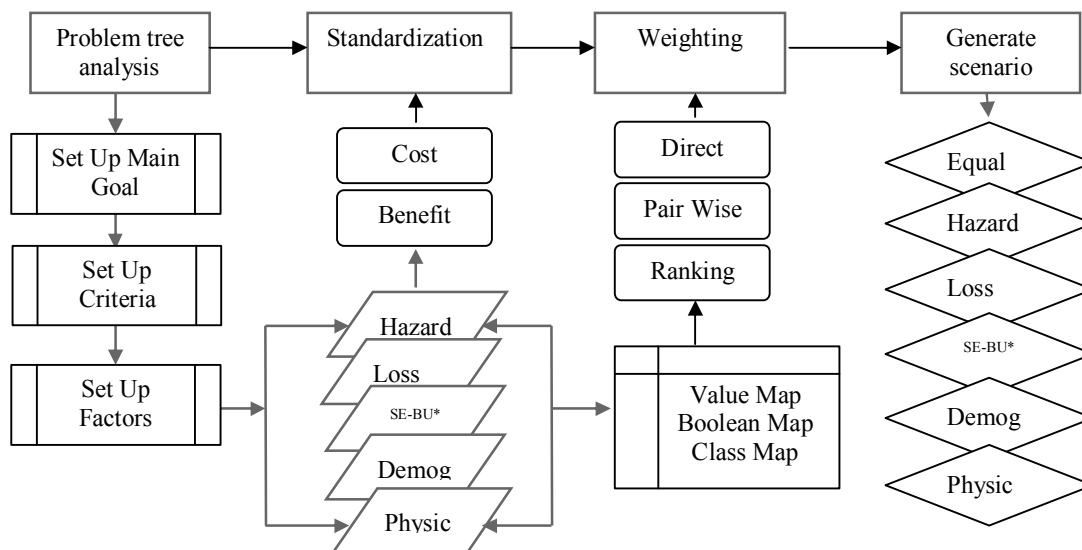 Problem tree
analysis
Standardization
Weighting
Generate
scenario
Set Up Main
Goal
Set Up
Criteria
Set Up
Factors
Cost
Benefit
Hazard
Loss
SE-BU*
Demog
Physic
Direct
Pair Wise
Ranking
Value Map
Boolean Map
Class Map
Equal
Hazard
Loss
SE-BU*
Demog
Physic